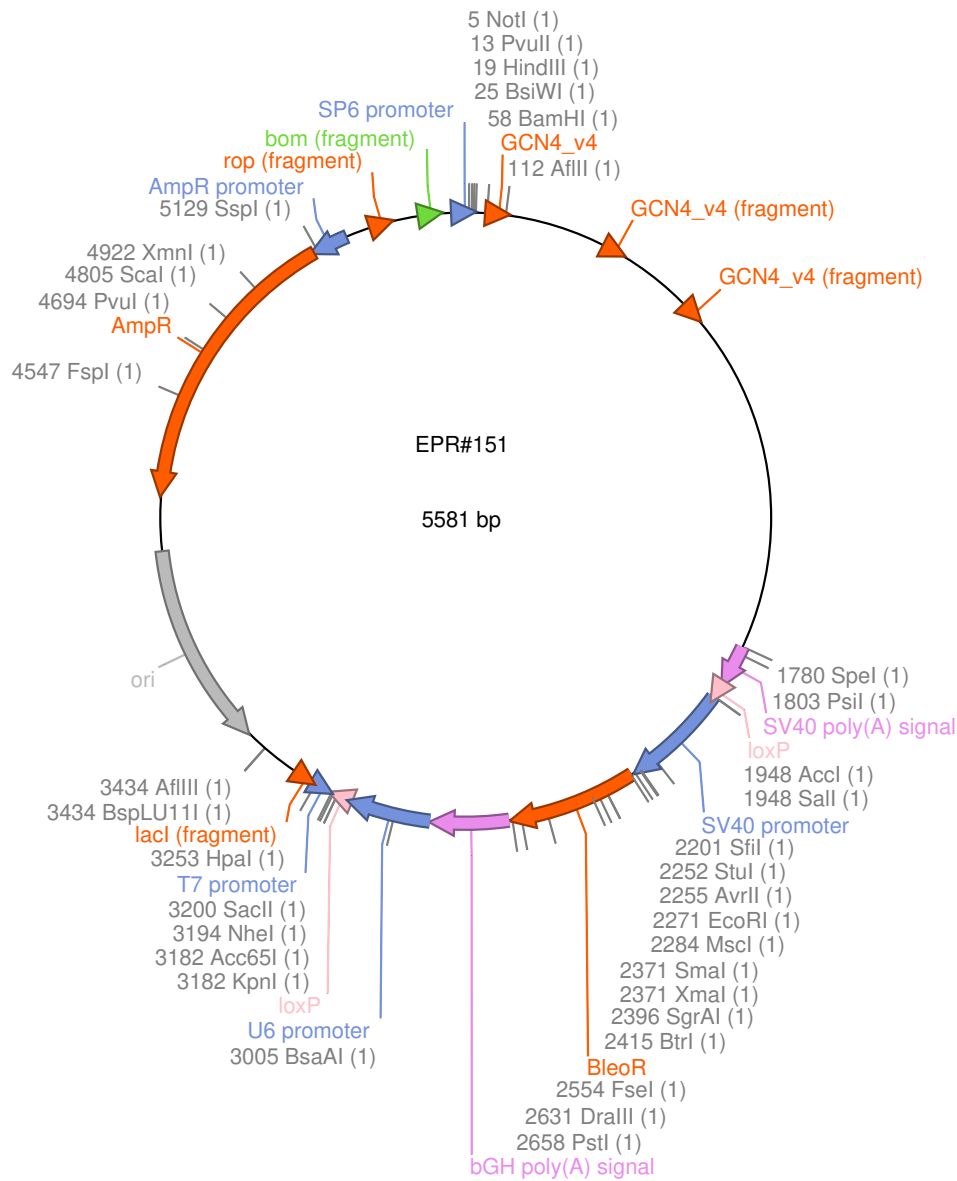 5 NotI (1)
13 PvuII (1)
19 HindIII (1)
25 BsiWI (1)
58 BamHI (1)
GCN4_v4
112 AflII (1)
GCN4_v4 (fragment)
GCN4_v4 (fragment)
1780 SpeI (1)
1803 PsiI (1)
SV40 poly(A) signal
loxP
1948 AccI (1)
1948 SalI (1)
SV40 promoter
2201 SfiI (1)
2252 StuI (1)
2255 AvrII (1)
2271 EcoRI (1)
2284 MscI (1)
2371 SmaI (1)
2371 XmaI (1)
2396 SgrAI (1)
2415 BtrI (1)
BleoR
2554 FseI (1)
2631 DraIII (1)
2658 PstI (1)
bGH poly(A) signal
3005 BsaAI (1)
U6 promoter
loxP
3182 KpnI (1)
3182 Acc65I (1)
3194 NheI (1)
3200 SacII (1)
T7 promoter
3253 HpaI (1)
lacI (fragment)
3434 BspLU11I (1)
3434 AflIII (1)
ori
4547 FspI (1)
AmpR
4694 PvuI (1)
4805 ScaI (1)
4922 XmnI (1)
5129 SspI (1)
AmpR promoter
rop (fragment)
bom (fragment)
SP6 promoter
EPR#151
5581 bp